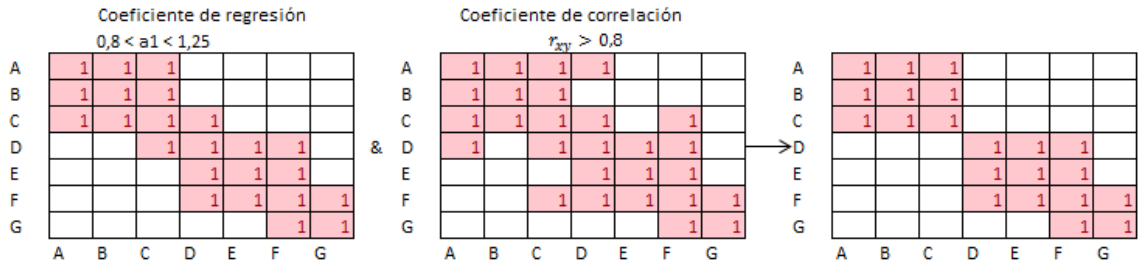 Coeficiente de regresión
0,8 < a1 < 1,25
A 1 1 1
B 1 1 1
C 1 1 1 1
D 1 1 1 1
E 1 1 1
F 1 1 1 1
G 1 1
A B C D E F G
&
Coeficiente de correlación
r_xy > 0,8
A 1 1 1 1
B 1 1 1
C 1 1 1 1 1
D 1 1 1 1 1
E 1 1 1
F 1 1 1 1 1
G 1 1
A B C D E F G
A 1 1 1
B 1 1 1
C 1 1 1
D 1 1 1
E 1 1 1
F 1 1 1 1
G 1 1
A B C D E F G